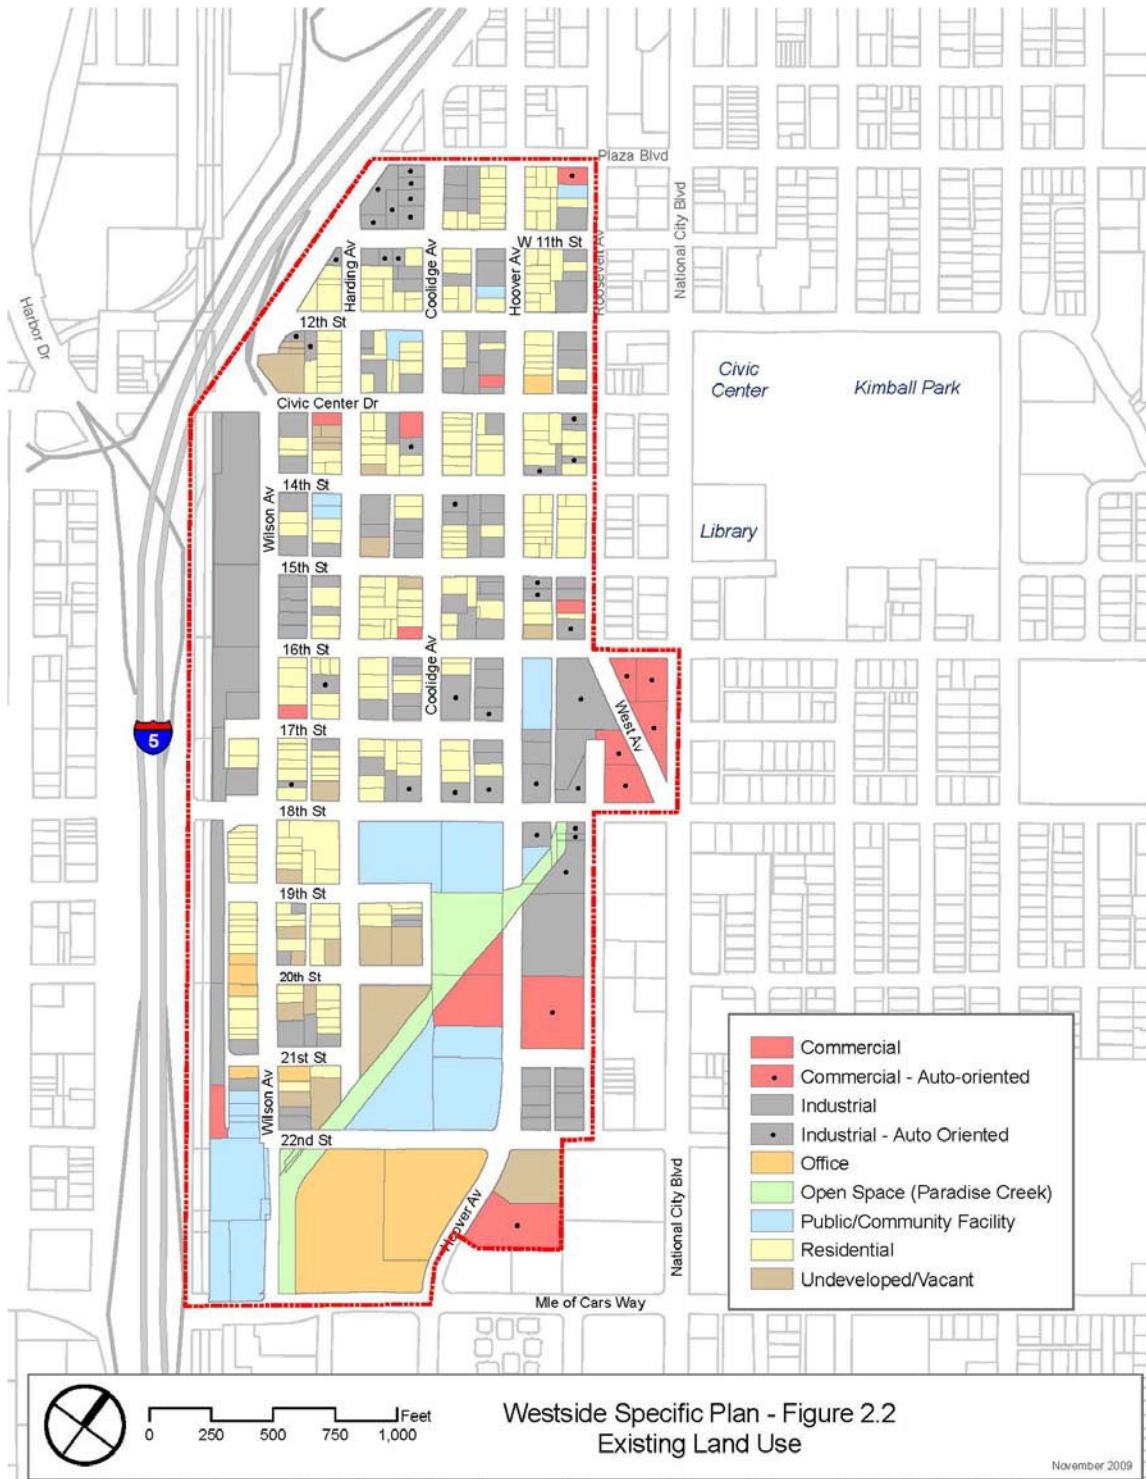 Plaza Blvd
National City Blvd
W 11th St
Harding Av
Coolidge Av
Hoover Av
Roosevelt Av
Harbor Dr
12th St
Civic
Center
Kimball Park
Civic Center Dr
14th St
Wilson Av
Library
15th St
16th St
Coolidge Av
West Av
5
17th St
18th St
19th St
20th St
21st St
Wilson Av
22nd St
Hoover Av
National City Blvd
Mle of Cars Way
Commercial
Commercial - Auto-oriented
Industrial
Industrial - Auto Oriented
Office
Open Space (Paradise Creek)
Public/Community Facility
Residential
Undeveloped/Vacant
Feet
0 250 500 750 1,000
Westside Specific Plan - Figure 2.2
Existing Land Use
November 2009